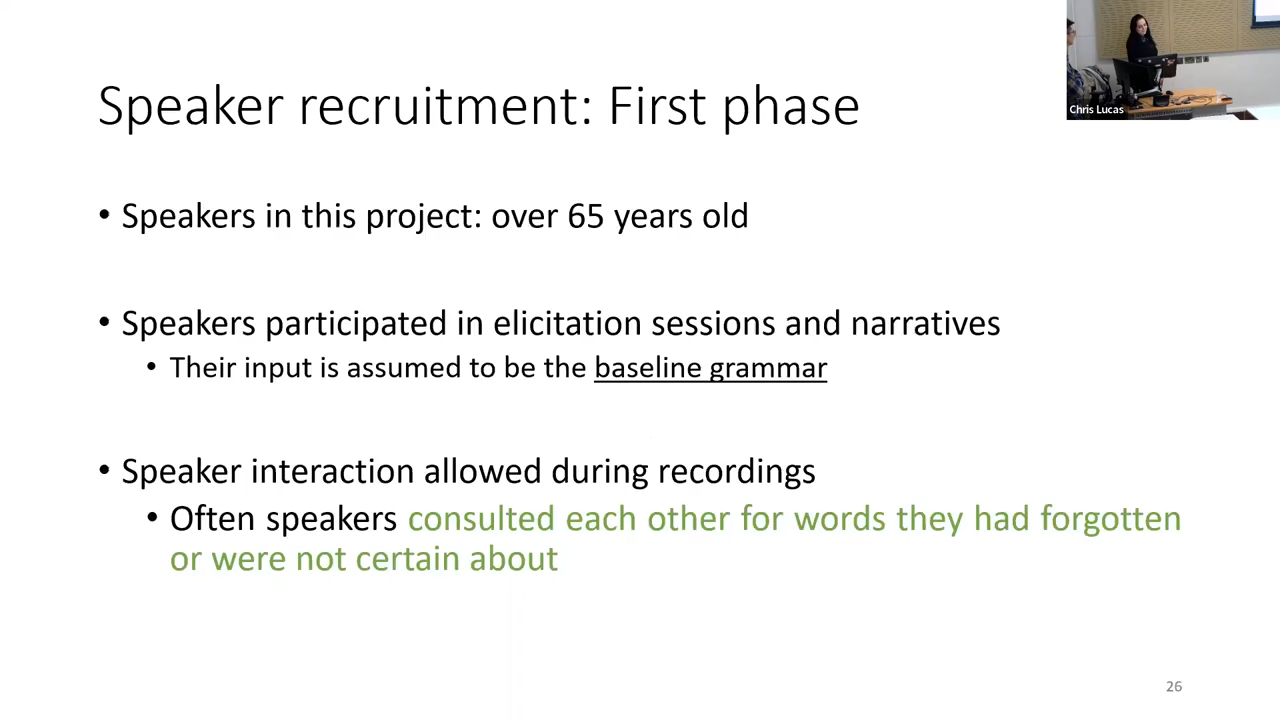 Speaker recruitment: First phase
Chris Lucas
• Speakers in this project: over 65 years old
• Speakers participated in elicitation sessions and narratives
• Their input is assumed to be the baseline grammar
• Speaker interaction allowed during recordings
• Often speakers consulted each other for words they had forgotten
or were not certain about
26